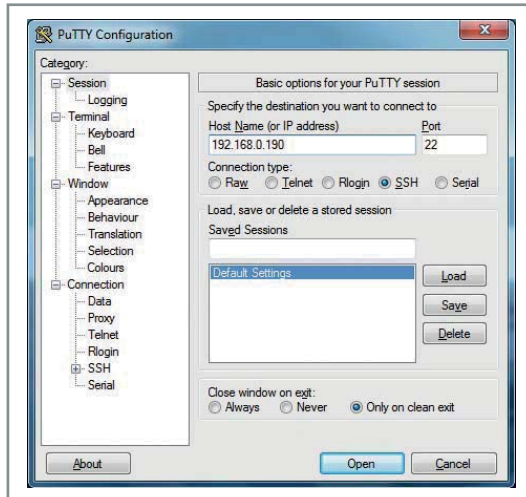 PuTTY Configuration
Category:
Session
Logging
Terminal
Keyboard
Bell
Features
Window
Appearance
Behaviour
Translation
Selection
Colours
Connection
Data
Proxy
Telnet
Rlogin
SSH
Serial
Basic options for your PuTTY session
Specify the destination you want to connect to
Host Name (or IP address) Port
192.168.0.190 22
Connection type:
Raw Telnet Rlogin SSH Serial
Load, save or delete a stored session
Saved Sessions
Default Settings
Load
Save
Delete
Close window on exit:
Always Never Only on clean exit
About Open Cancel